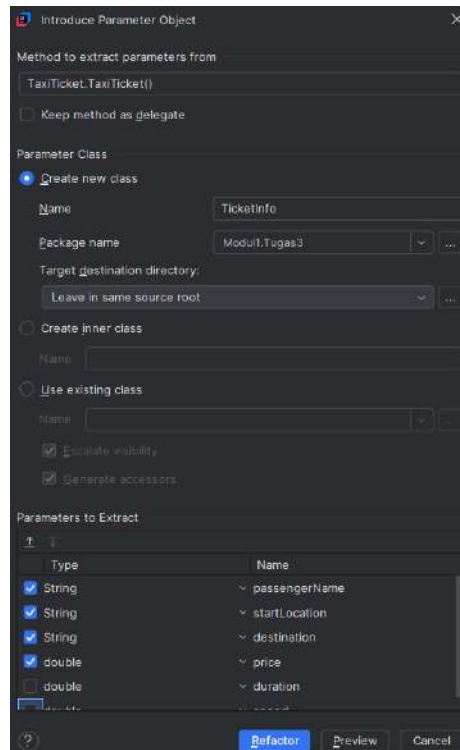 Introduce Parameter Object
Method to extract parameters from
TaxiTicket.TaxiTicket()
Keep method as delegate
Parameter Class
Create new class
Name TicketInfo
Package name Modul1.Tugas3 ...
Target destination directory:
Leave in same source root ...
Create inner class
Name
Use existing class
Name
Escalate visibility
Generate accessors
Parameters to Extract
Type Name
String passengerName
String startLocation
String destination
double price
double duration
double speed
? Refactor Preview Cancel